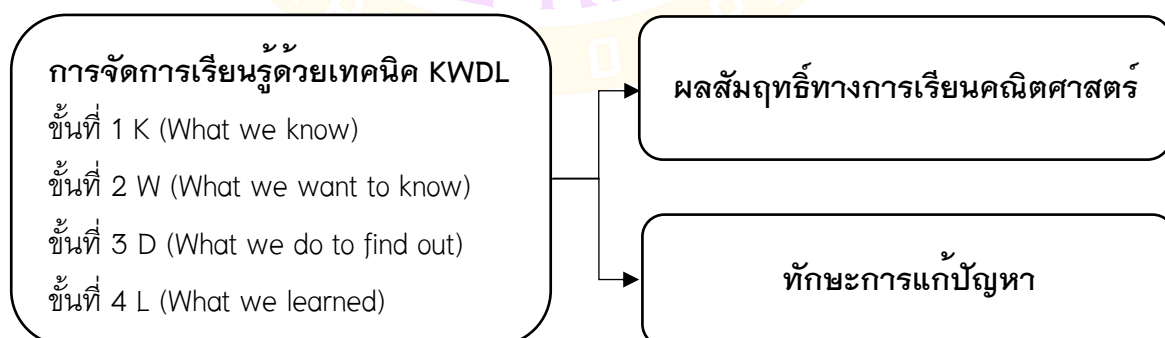 การจัดการเรียนรู้ด้วยเทคนิค KWDL
ขั้นที่ 1 K (What we know)
ขั้นที่ 2 W (What we want to know)
ขั้นที่ 3 D (What we do to find out)
ขั้นที่ 4 L (What we learned)
ผลสัมฤทธิ์ทางการเรียนคณิตศาสตร์
ทักษะการแก้ปัญหา